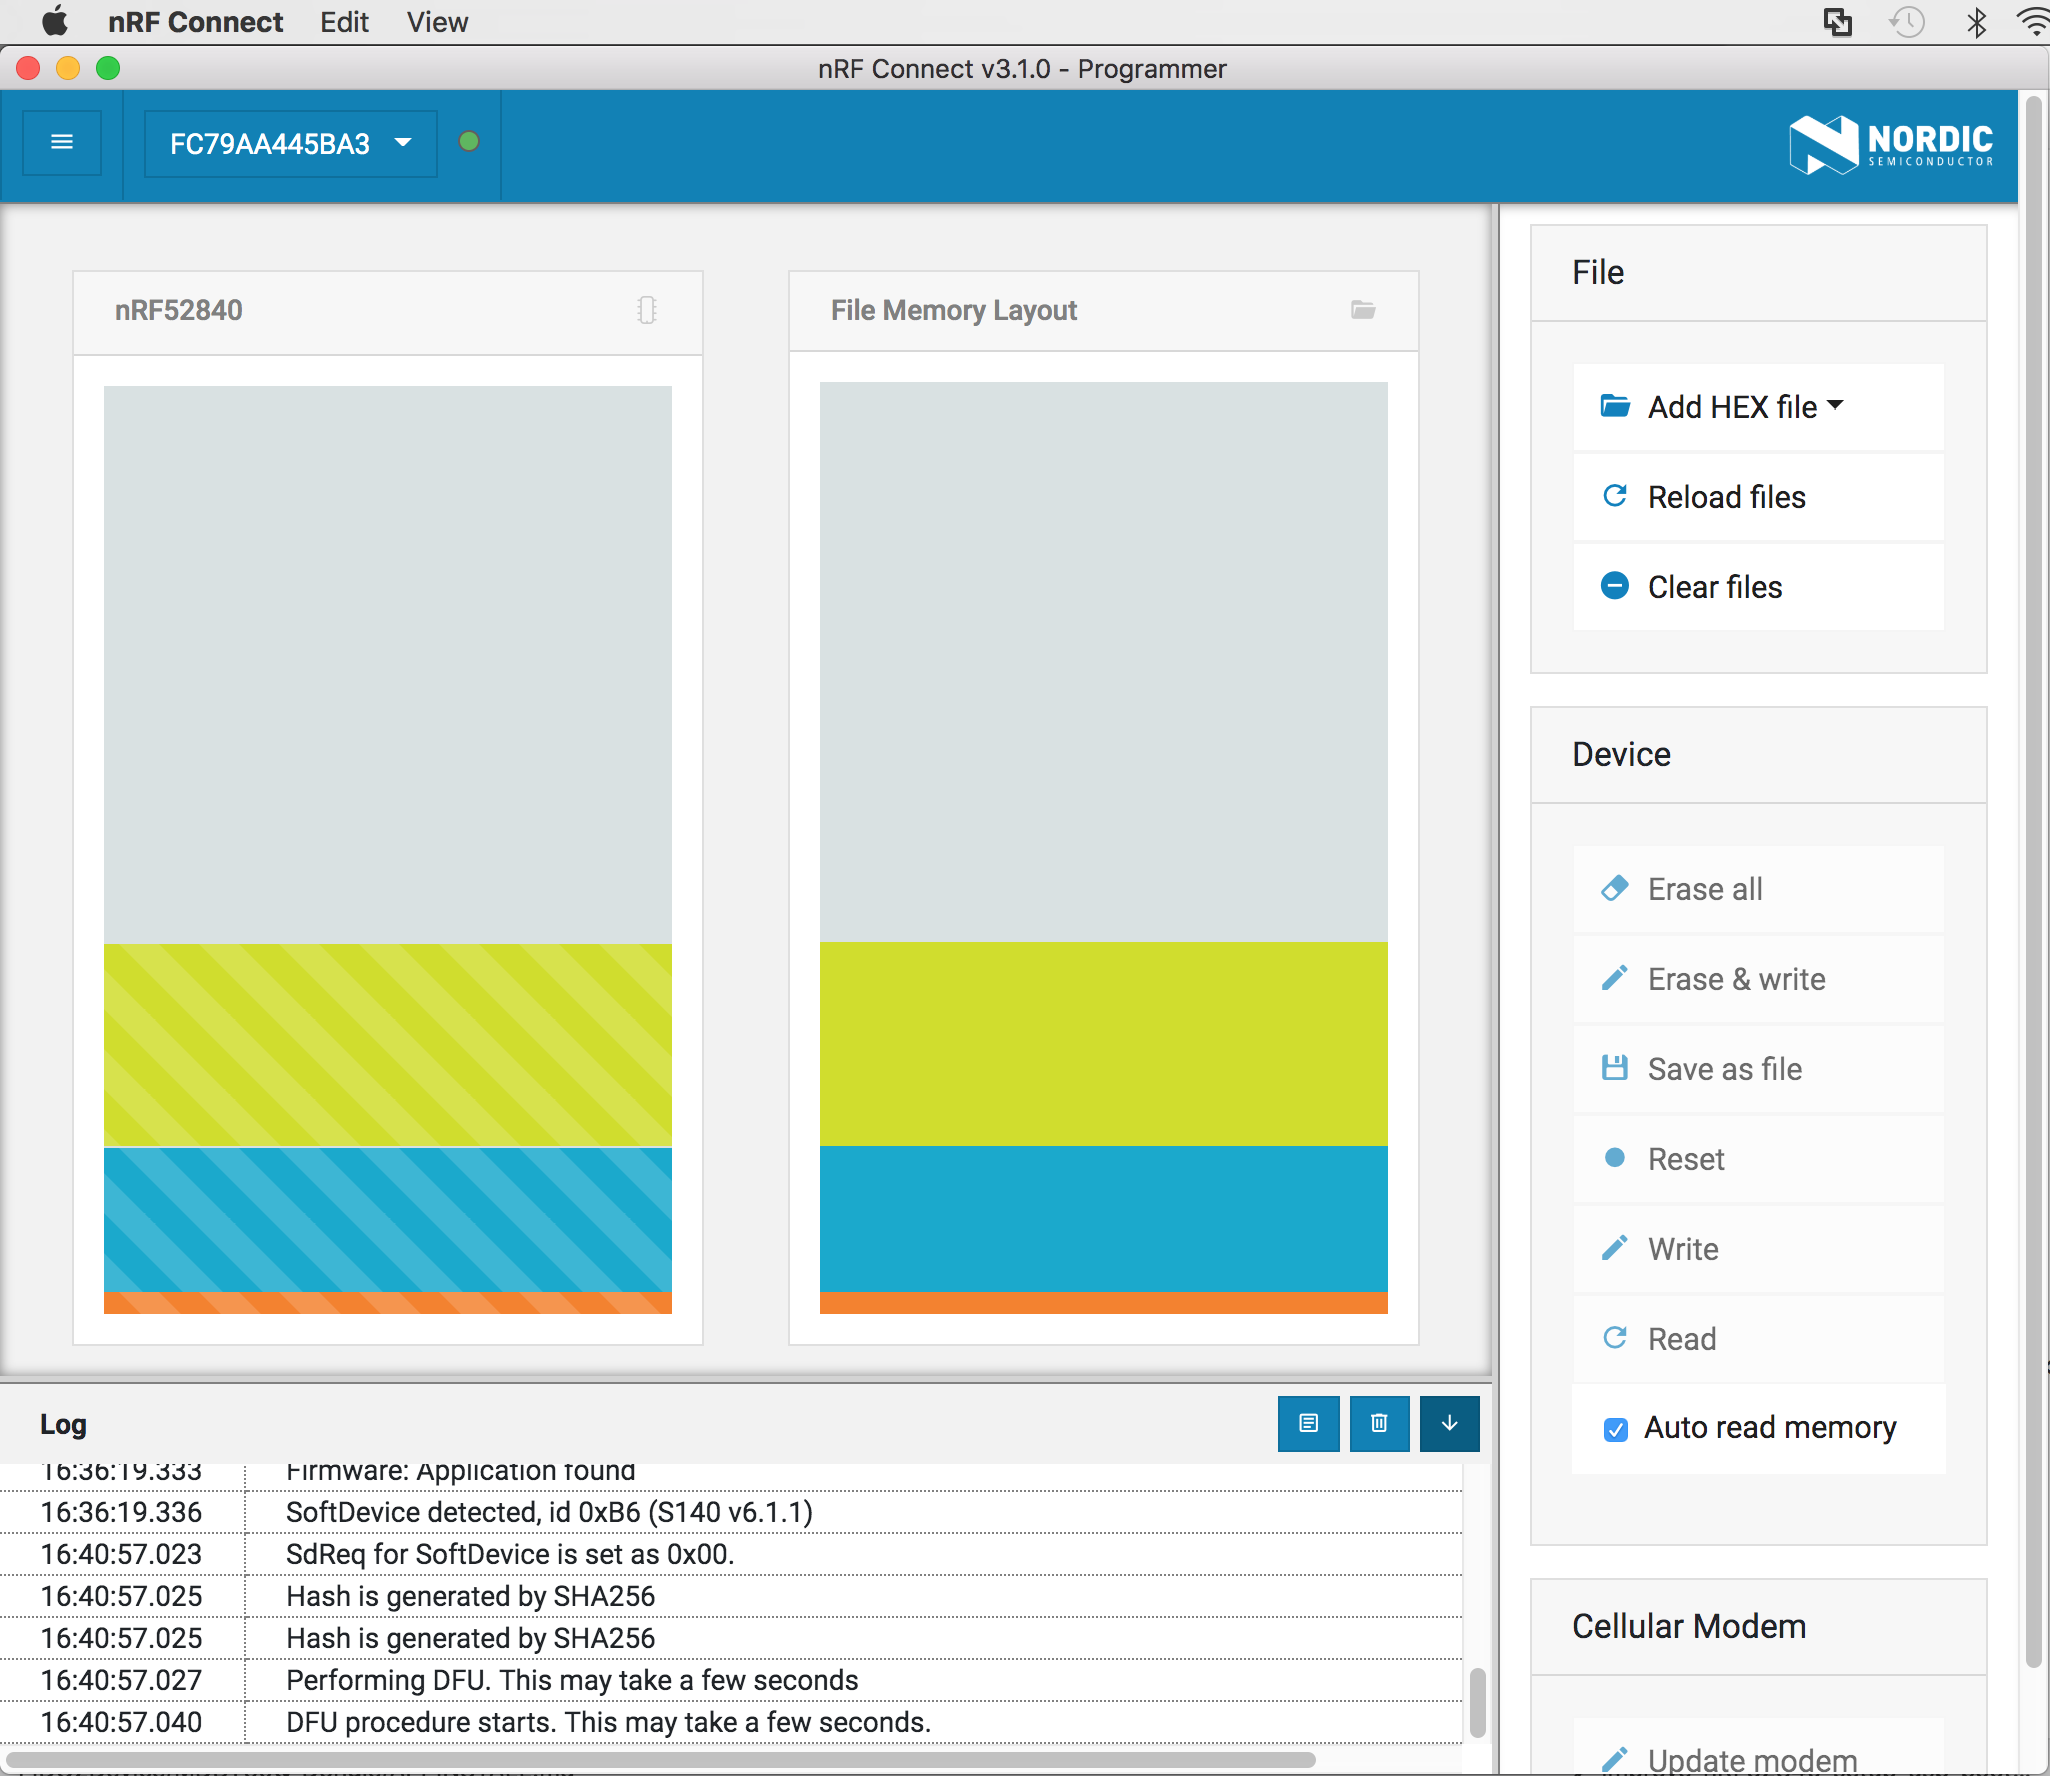 nRF Connect Edit View
nRF Connect v3.1.0 - Programmer
FC79AA445BA3
NORDIC
SEMICONDUCTOR
nRF52840
File Memory Layout
File
Add HEX file
Reload files
Clear files
Device
Erase all
Erase & write
Save as file
Reset
Write
Read
Auto read memory
Cellular Modem
Update modem
Log
16:36:19.333 Firmware: Application found
16:36:19.336 SoftDevice detected, id 0xB6 (S140 v6.1.1)
16:40:57.023 SdReq for SoftDevice is set as 0x00.
16:40:57.025 Hash is generated by SHA256
16:40:57.025 Hash is generated by SHA256
16:40:57.027 Performing DFU. This may take a few seconds
16:40:57.040 DFU procedure starts. This may take a few seconds.